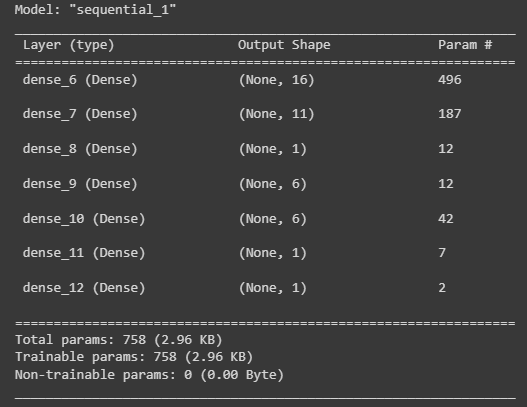 Model: "sequential_1"
Layer (type) Output Shape Param #
dense_6 (Dense) (None, 16) 496
dense_7 (Dense) (None, 11) 187
dense_8 (Dense) (None, 1) 12
dense_9 (Dense) (None, 6) 12
dense_10 (Dense) (None, 6) 42
dense_11 (Dense) (None, 1) 7
dense_12 (Dense) (None, 1) 2
Total params: 758 (2.96 KB)
Trainable params: 758 (2.96 KB)
Non-trainable params: 0 (0.00 Byte)